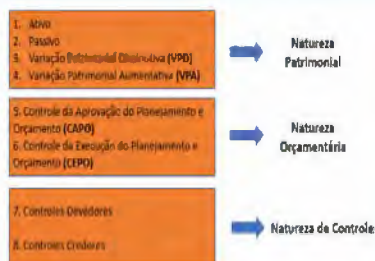 1. Ativo
2. Passivo
3. Variação Patrimonial Diminutiva (VPD)
4. Variação Patrimonial Aumentativa (VPA)
Natureza
Patrimonial
5. Controle da Aprovação do Planejamento e
Orçamento (CAPO)
6. Controle da Execução do Planejamento e
Orçamento (CEPO)
Natureza
Orçamentária
7. Controles Devedores
8. Controles Credores
Natureza de Controle